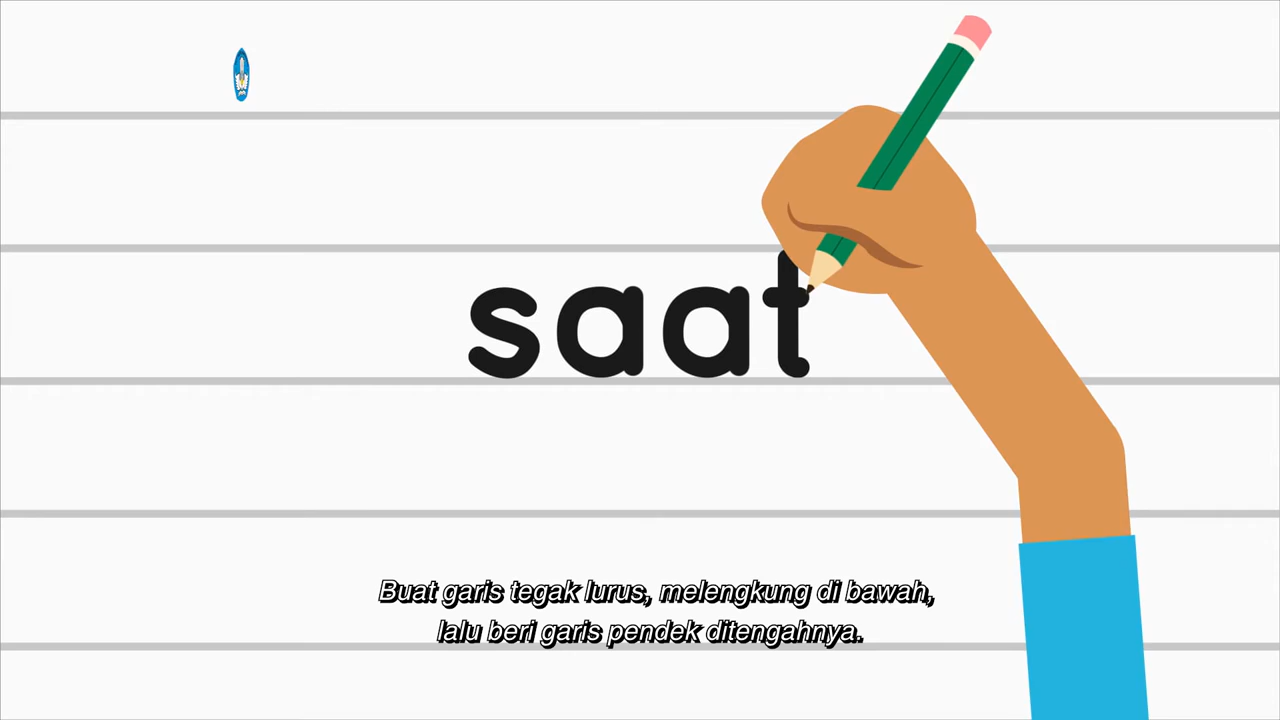 saat
Buat garis tegak lurus, melengkung di bawah,
lalu beri garis pendek ditengahnya.